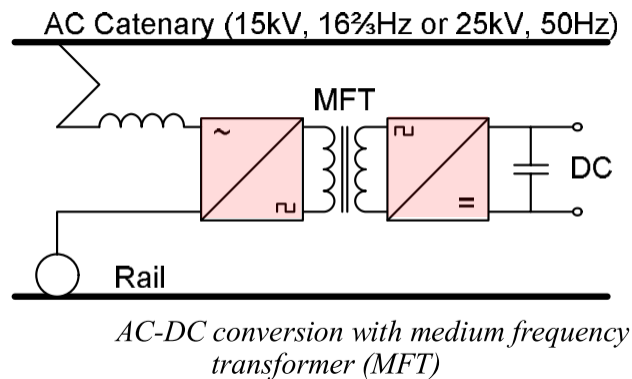 AC Catenary (15kV, 16⅔Hz or 25kV, 50Hz)
MFT
~
=
DC
Rail
AC-DC conversion with medium frequency
transformer (MFT)